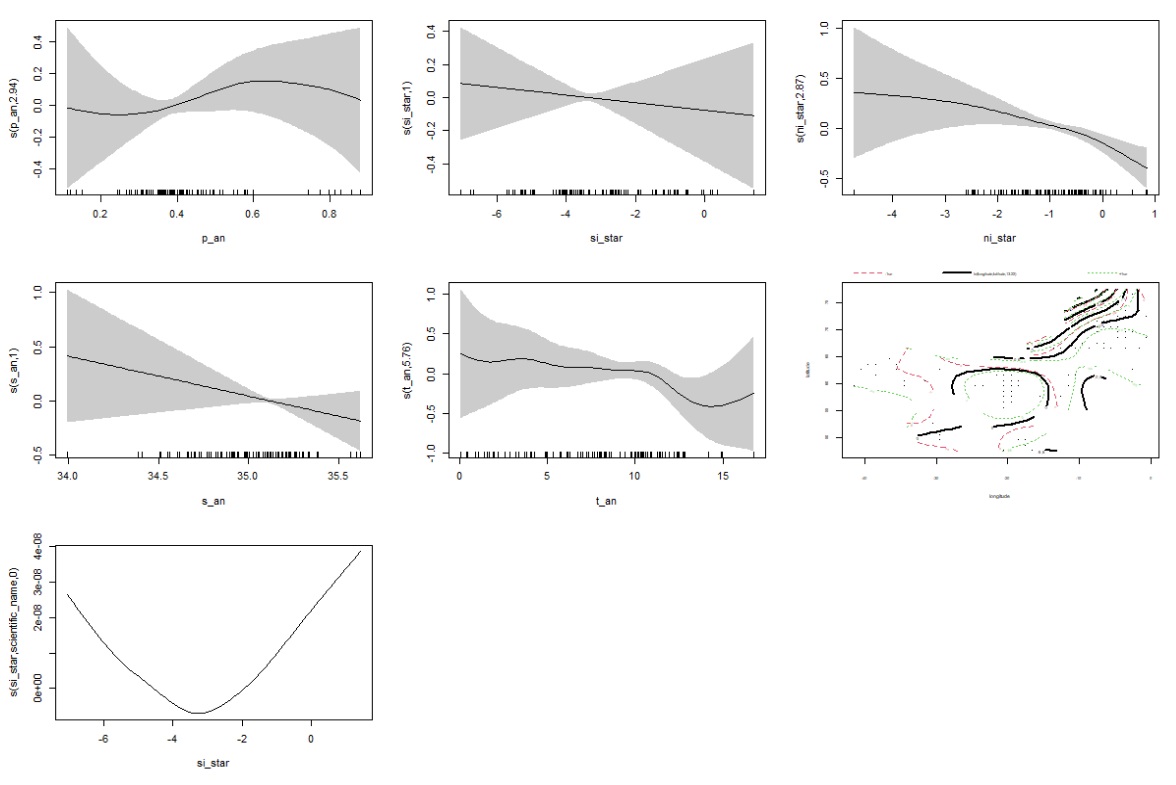 s(p_an,2.94)
-0.4 -0.2 0.0 0.2 0.4
0.2 0.4 0.6 0.8
p_an
s(si_star,1)
-0.4 -0.2 0.0 0.2 0.4
-6 -4 -2 0
si_star
s(ni_star,2.87)
-0.5 0.0 0.5 1.0
-4 -3 -2 -1 0 1
ni_star
s(s_an,1)
-0.5 0.0 0.5 1.0
34.0 34.5 35.0 35.5
s_an
s(t_an,5.76)
-1.0 -0.5 0.0 0.5 1.0
0 5 10 15
t_an
latitude
longitude
s(si_star,scientific_name,0)
0e+00 2e-08 3e-08 4e-08
-6 -4 -2 0
si_star